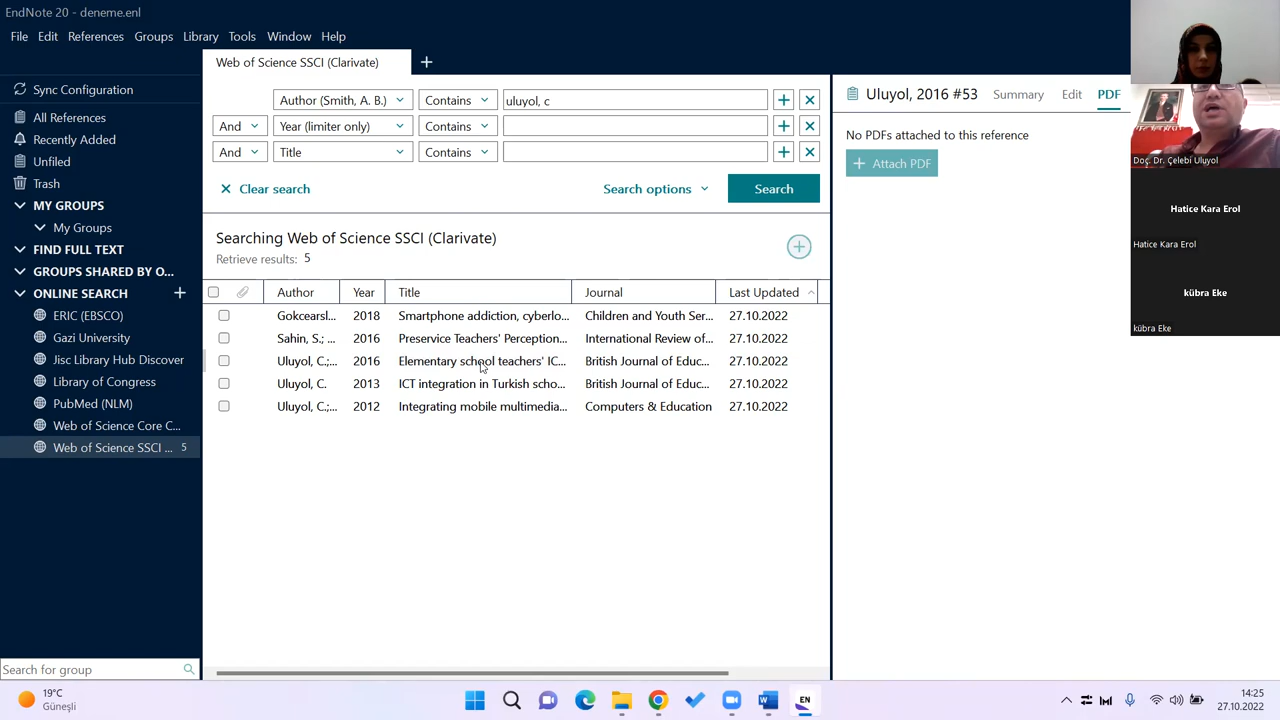 EndNote 20 - deneme.enl
File Edit References Groups Library Tools Window Help
Sync Configuration
All References
Recently Added
Unfiled
Trash
MY GROUPS
My Groups
FIND FULL TEXT
GROUPS SHARED BY O...
ONLINE SEARCH
ERIC (EBSCO)
Gazi University
Jisc Library Hub Discover
Library of Congress
PubMed (NLM)
Web of Science Core C...
Web of Science SSCI ... 5
Search for group
Web of Science SSCI (Clarivate)
Author (Smith, A. B.) Contains uluyol, c
And Year (limiter only) Contains
And Title Contains
Clear search Search options Search
Searching Web of Science SSCI (Clarivate)
Retrieve results: 5
Author Year Title Journal Last Updated
Gokcearsl... 2018 Smartphone addiction, cyberlo... Children and Youth Ser... 27.10.2022
Sahin, S.; ... 2016 Preservice Teachers' Perception... International Review of... 27.10.2022
Uluyol, C.;... 2016 Elementary school teachers' IC... British Journal of Educ... 27.10.2022
Uluyol, C. 2013 ICT integration in Turkish scho... British Journal of Educ... 27.10.2022
Uluyol, C.;... 2012 Integrating mobile multimedia... Computers & Education 27.10.2022
Uluyol, 2016 #53 Summary Edit PDF
No PDFs attached to this reference
Attach PDF
Doç. Dr. Çelebi Uluyol
Hatice Kara Erol
Hatice Kara Erol
kübra Eke
kübra Eke
19°C
Güneşli
EN
14:25
27.10.2022